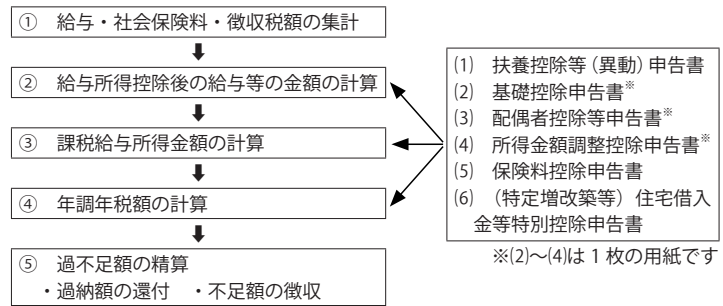 ① 給与・社会保険料・徴収税額の集計
② 給与所得控除後の給与等の金額の計算
③ 課税給与所得金額の計算
④ 年調年税額の計算
⑤ 過不足額の精算
・過納額の還付 ・不足額の徴収
⑴ 扶養控除等（異動）申告書
⑵ 基礎控除申告書※
⑶ 配偶者控除等申告書※
⑷ 所得金額調整控除申告書※
⑸ 保険料控除申告書
⑹ （特定増改築等）住宅借入
金等特別控除申告書
※⑵～⑷は 1 枚の用紙です